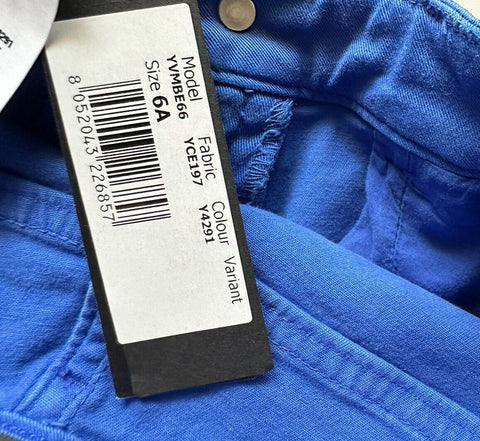 Model Fabric Colour Variant
YVMBE66 YCE197 Y4291
Size 6A
8 052043 226857